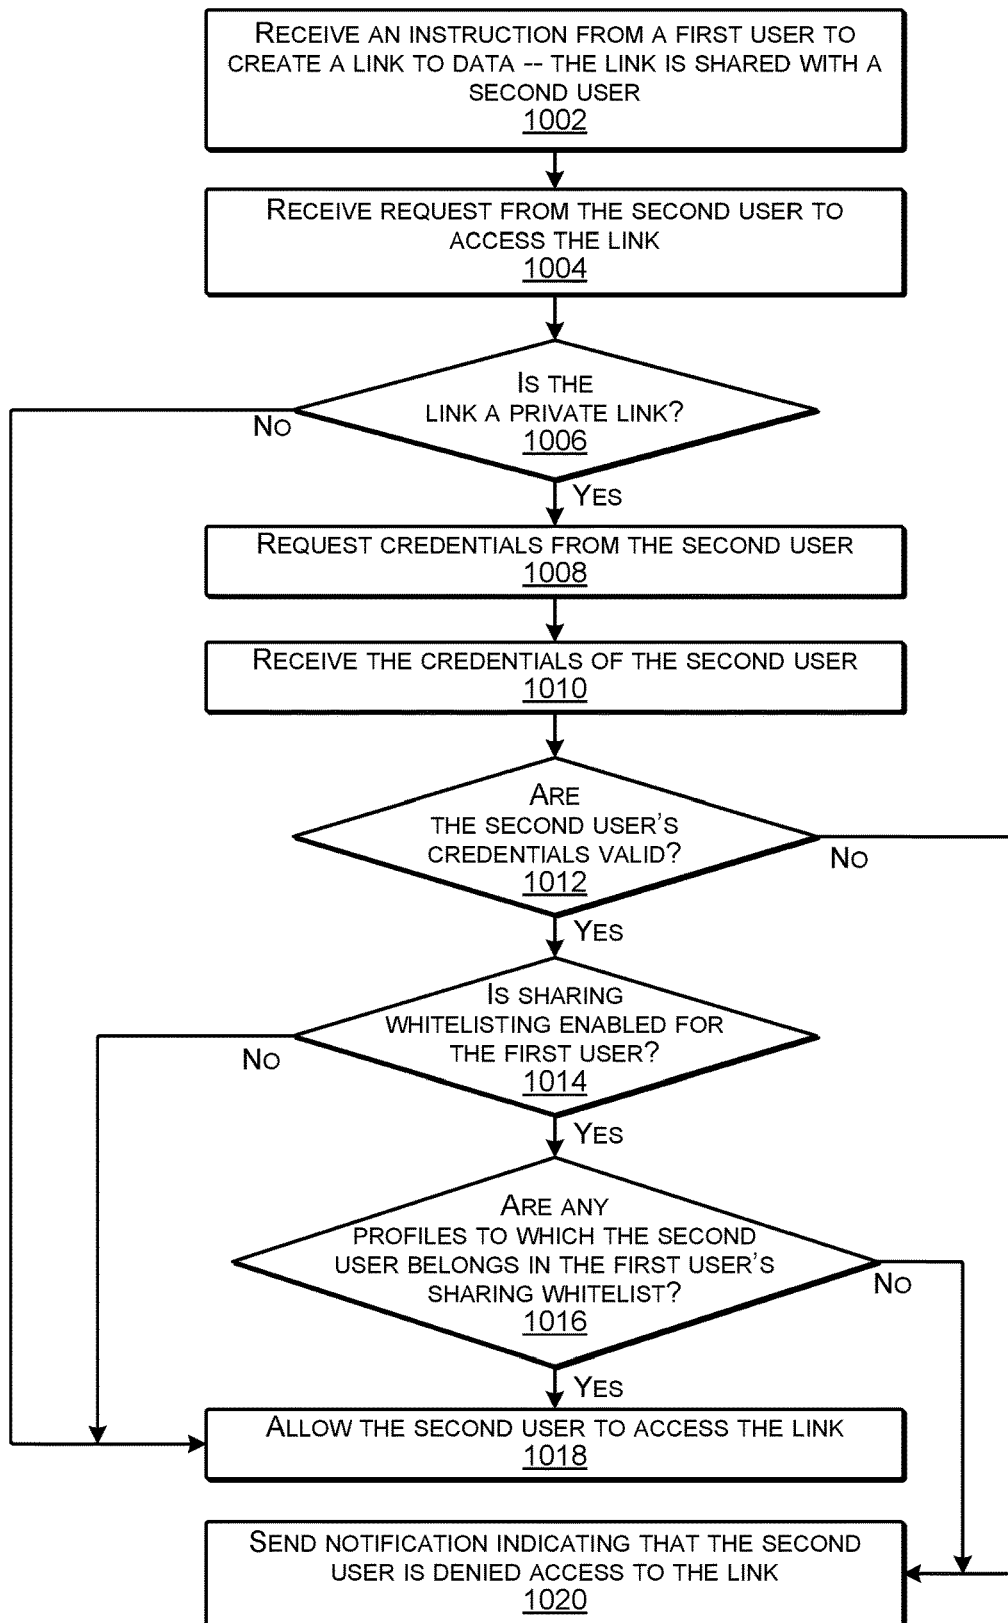 RECEIVE AN INSTRUCTION FROM A FIRST USER TO
CREATE A LINK TO DATA -- THE LINK IS SHARED WITH A
SECOND USER
1002
RECEIVE REQUEST FROM THE SECOND USER TO
ACCESS THE LINK
1004
IS THE
LINK A PRIVATE LINK?
1006
NO
YES
REQUEST CREDENTIALS FROM THE SECOND USER
1008
RECEIVE THE CREDENTIALS OF THE SECOND USER
1010
ARE
THE SECOND USER'S
CREDENTIALS VALID?
1012
NO
YES
IS SHARING
WHITELISTING ENABLED FOR
THE FIRST USER?
1014
NO
YES
ARE ANY
PROFILES TO WHICH THE SECOND
USER BELONGS IN THE FIRST USER'S
SHARING WHITELIST?
1016
NO
YES
ALLOW THE SECOND USER TO ACCESS THE LINK
1018
SEND NOTIFICATION INDICATING THAT THE SECOND
USER IS DENIED ACCESS TO THE LINK
1020